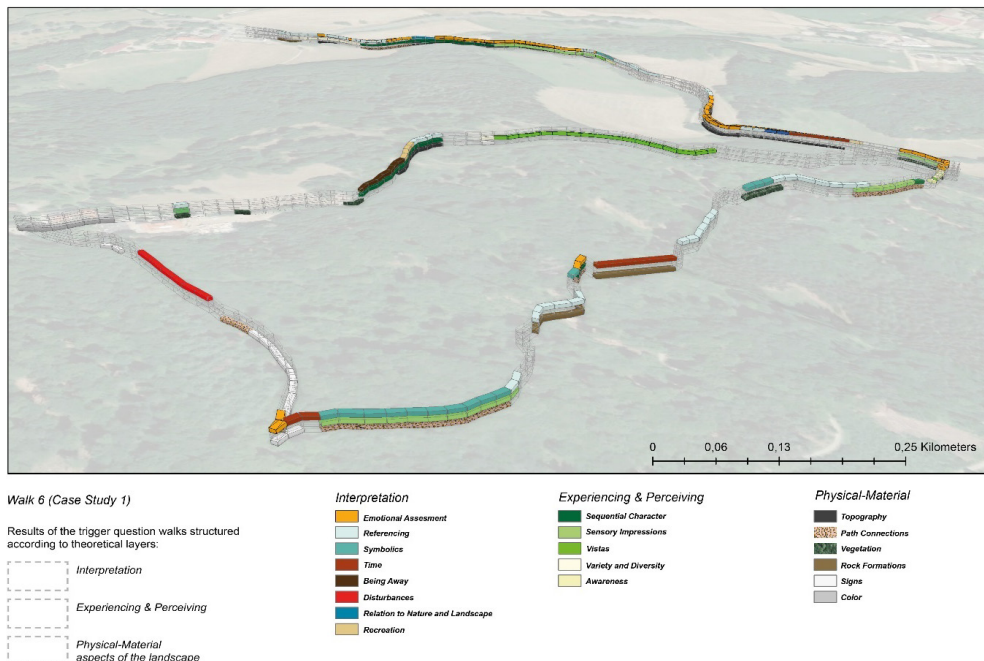 0 0,06 0,13 0,25 Kilometers
Walk 6 (Case Study 1)
Results of the trigger question walks structured
according to theoretical layers:
Interpretation
Experiencing & Perceiving
Physical-Material
aspects of the landscape
Interpretation
Emotional Assesment
Referencing
Symbolics
Time
Being Away
Disturbances
Relation to Nature and Landscape
Recreation
Experiencing & Perceiving
Sequential Character
Sensory Impressions
Vistas
Variety and Diversity
Awareness
Physical-Material
Topography
Path Connections
Vegetation
Rock Formations
Signs
Color